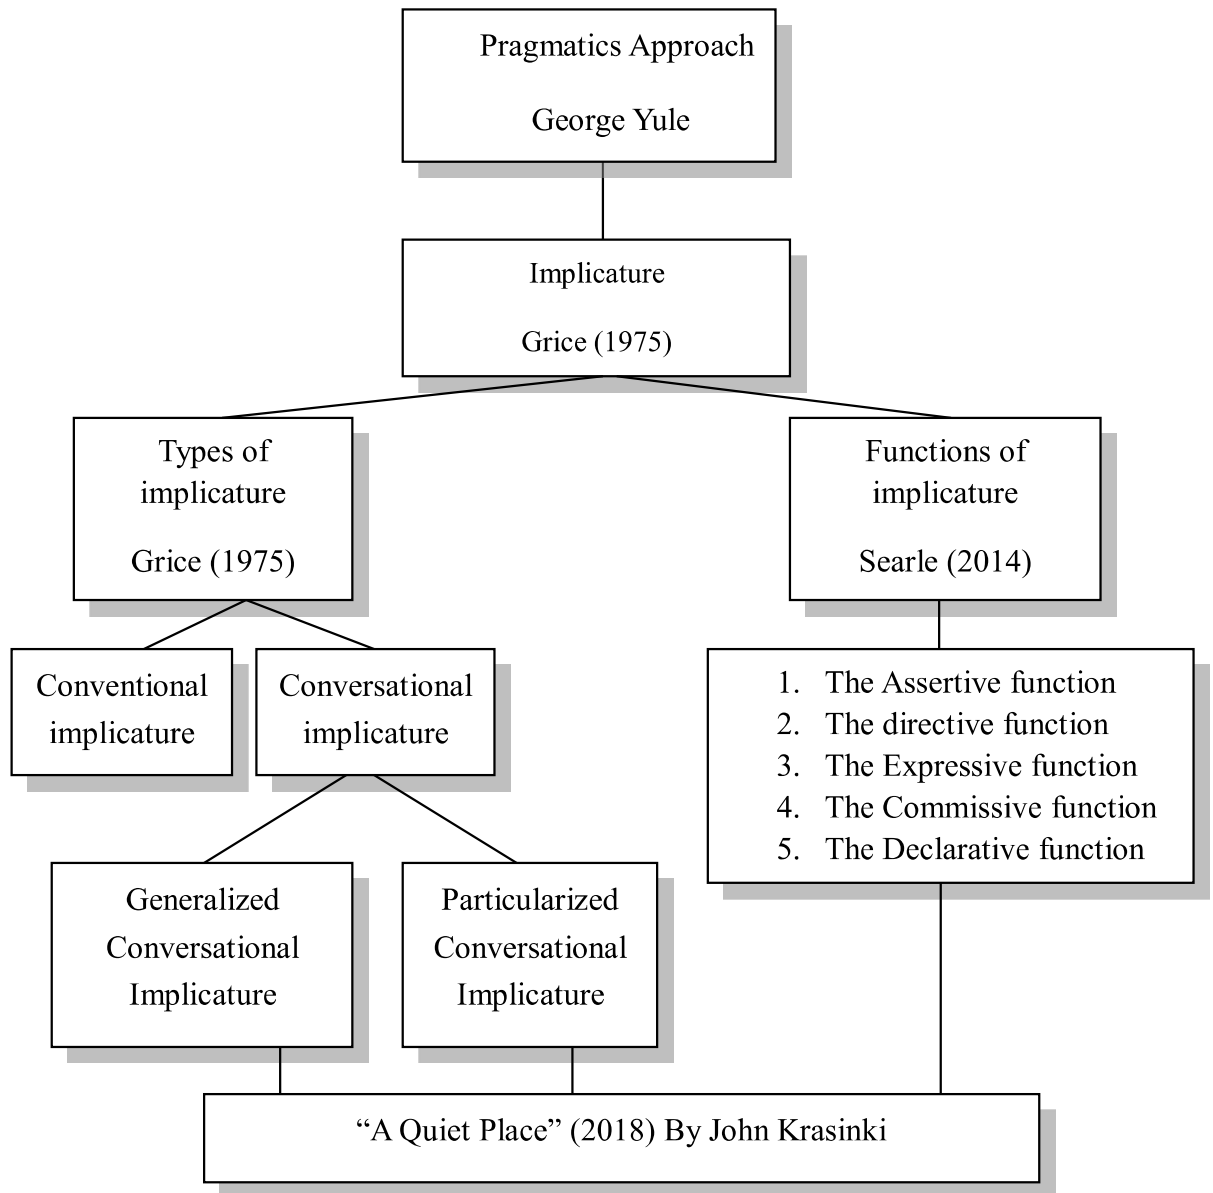 Pragmatics Approach
George Yule
Implicature
Grice (1975)
Types of
implicature
Grice (1975)
Functions of
implicature
Searle (2014)
Conventional
implicature
Conversational
implicature
1. The Assertive function
2. The directive function
3. The Expressive function
4. The Commissive function
5. The Declarative function
Generalized
Conversational
Implicature
Particularized
Conversational
Implicature
“A Quiet Place” (2018) By John Krasinki